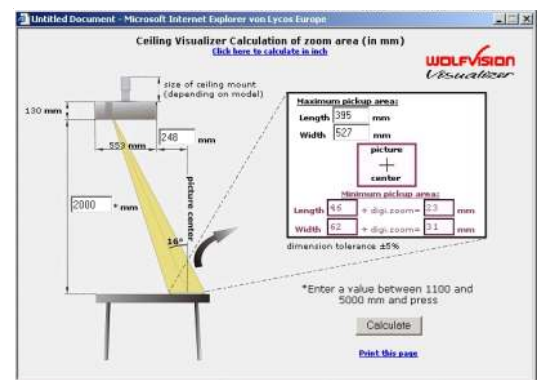 Untitled Document - Microsoft Internet Explorer von Lycos Europe
Ceiling Visualizer Calculation of zoom area (in mm)
Click here to calculate in inch
WOLFVISION
Visualizer
size of ceiling mount
(depending on model)
130 mm
553 mm
248 mm
2000 * mm
picture center
16°
Maximum pickup area:
Length 395 mm
Width 527 mm
picture
center
Minimum pickup area:
Length 46 + digi.zoom= 23 mm
Width 62 + digi.zoom= 31 mm
dimension tolerance ±5%
*Enter a value between 1100 and
5000 mm and press
Calculate
Print this page